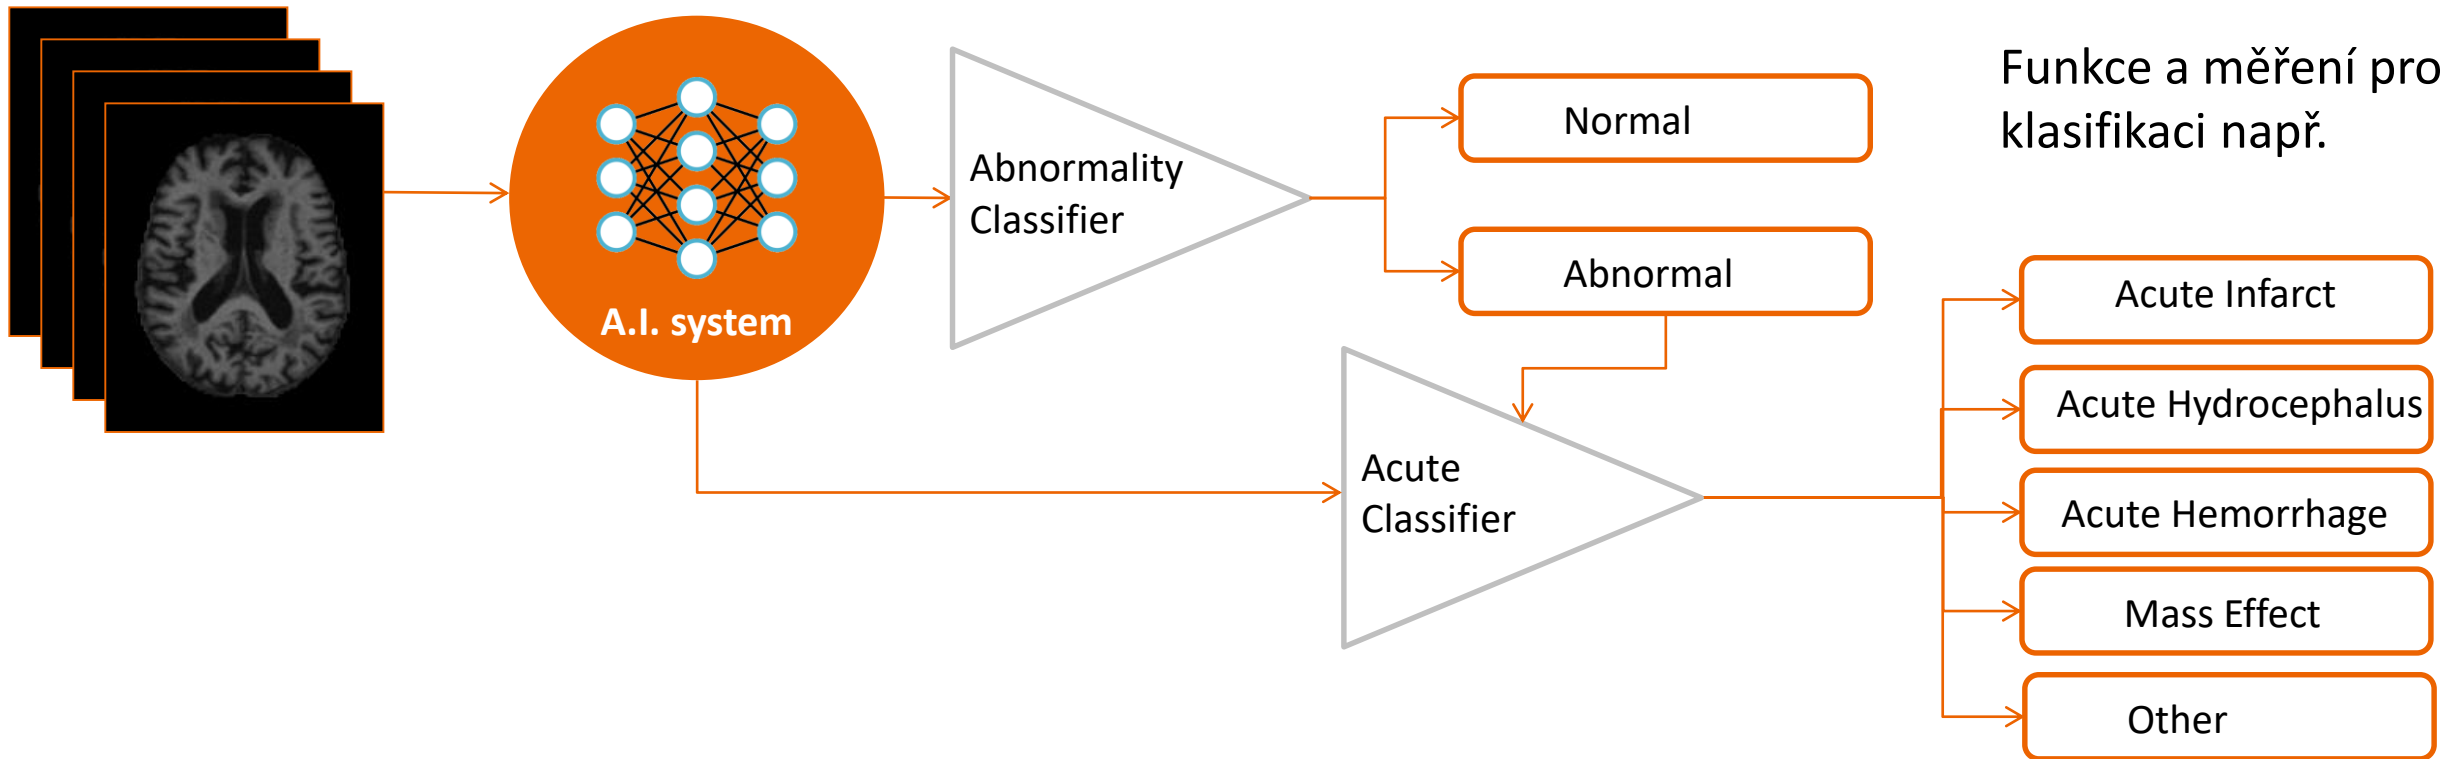 Funkce a měření pro
klasifikaci např.
A.I. system
Abnormality
Classifier
Normal
Abnormal
Acute
Classifier
Acute Infarct
Acute Hydrocephalus
Acute Hemorrhage
Mass Effect
Other